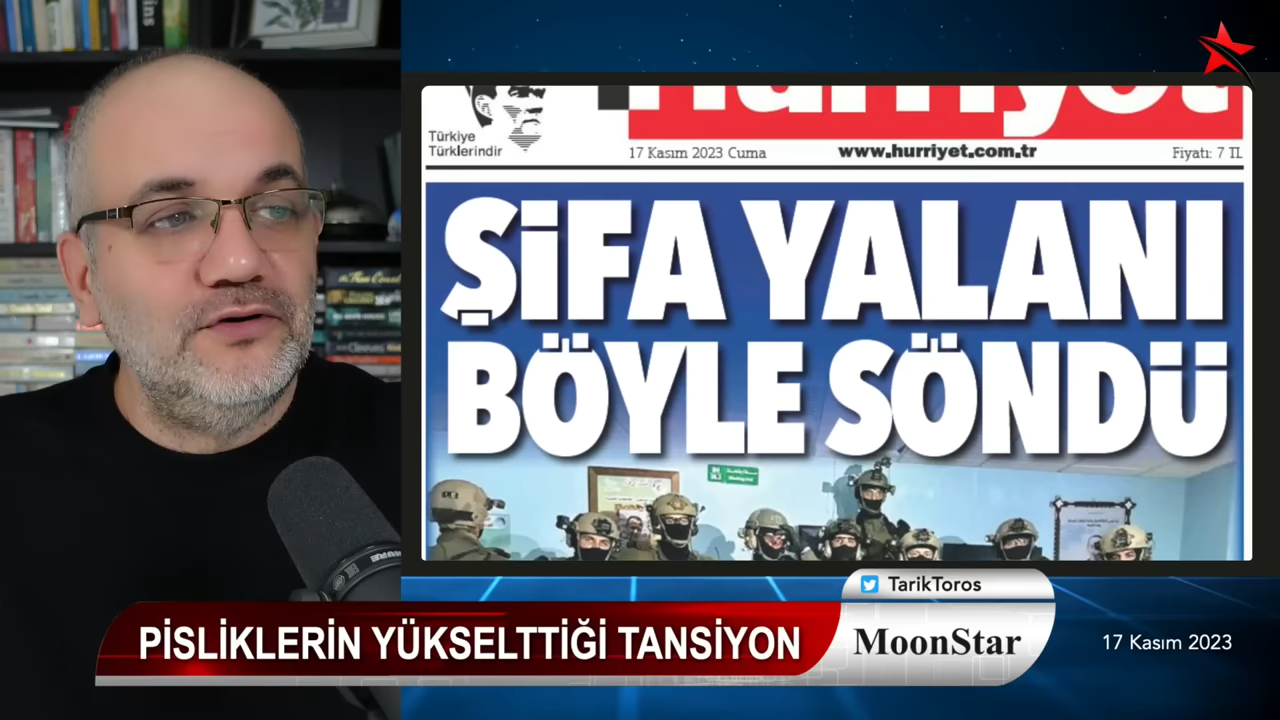 hürriyet
Türkiye
Türklerindir
17 Kasım 2023 Cuma
www.hurriyet.com.tr
Fiyatı: 7 TL
ŞİFA YALANI
BÖYLE SÖNDÜ
TarikToros
PİSLİKLERİN YÜKSELTTİĞİ TANSİYON
MoonStar
17 Kasım 2023